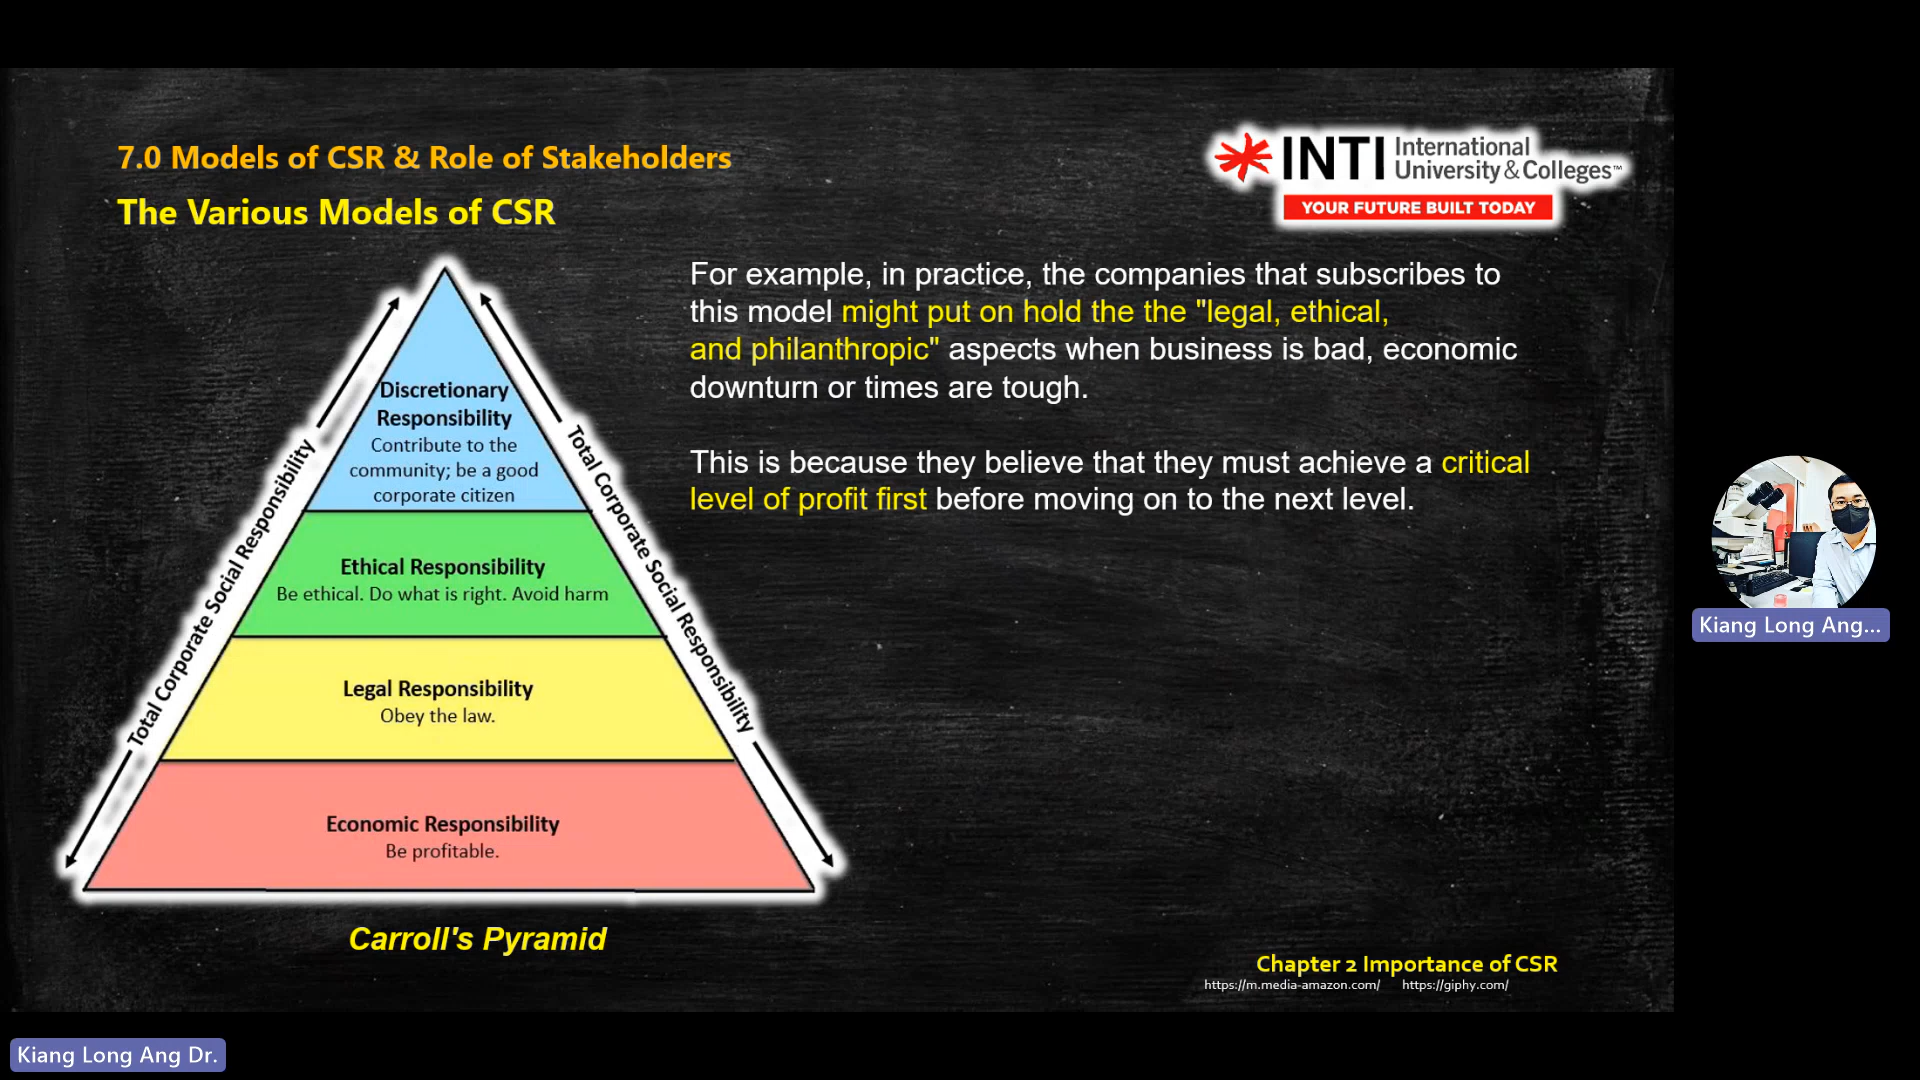 7.0 Models of CSR & Role of Stakeholders
The Various Models of CSR
INTI International
University & Colleges™
YOUR FUTURE BUILT TODAY
Discretionary
Responsibility
Contribute to the
community; be a good
corporate citizen
Ethical Responsibility
Be ethical. Do what is right. Avoid harm
Legal Responsibility
Obey the law.
Economic Responsibility
Be profitable.
Total Corporate Social Responsibility
Total Corporate Social Responsibility
Carroll's Pyramid
For example, in practice, the companies that subscribes to
this model might put on hold the the "legal, ethical,
and philanthropic" aspects when business is bad, economic
downturn or times are tough.
This is because they believe that they must achieve a critical
level of profit first before moving on to the next level.
Chapter 2 Importance of CSR
https://m.media-amazon.com/ https://giphy.com/
Kiang Long Ang...
Kiang Long Ang Dr.